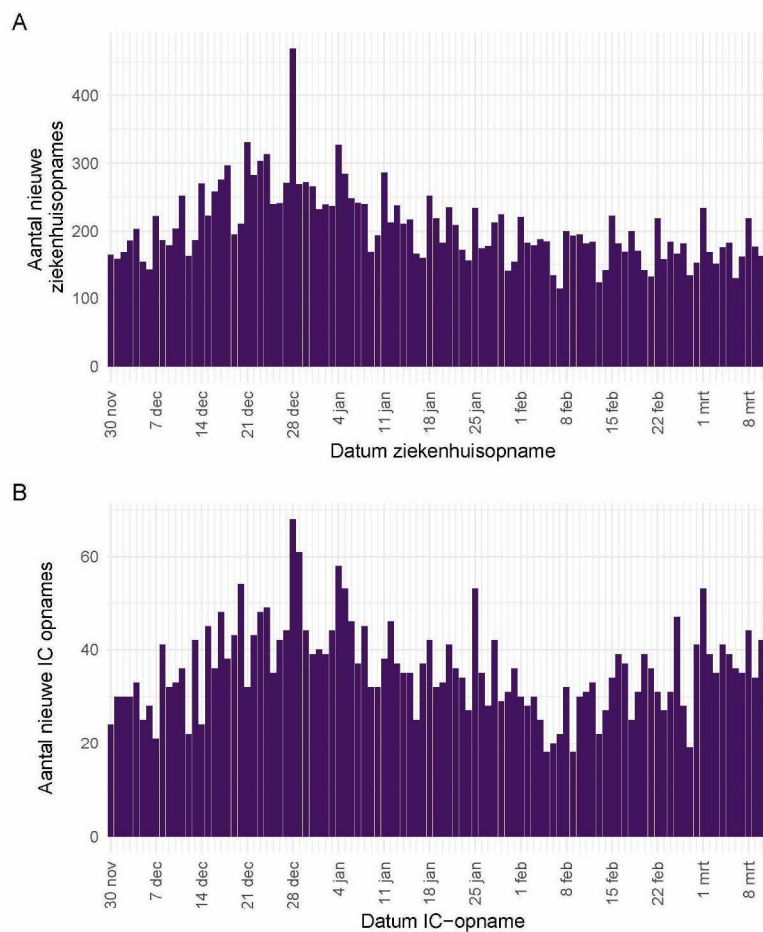 A
Aantal nieuwe
ziekenhuisopnames
400
300
200
100
0
30 nov
7 dec
14 dec
21 dec
28 dec
4 jan
11 jan
18 jan
25 jan
1 feb
8 feb
15 feb
22 feb
1 mrt
8 mrt
Datum ziekenhuisopname
B
Aantal nieuwe IC opnames
60
40
20
0
30 nov
7 dec
14 dec
21 dec
28 dec
4 jan
11 jan
18 jan
25 jan
1 feb
8 feb
15 feb
22 feb
1 mrt
8 mrt
Datum IC−opname